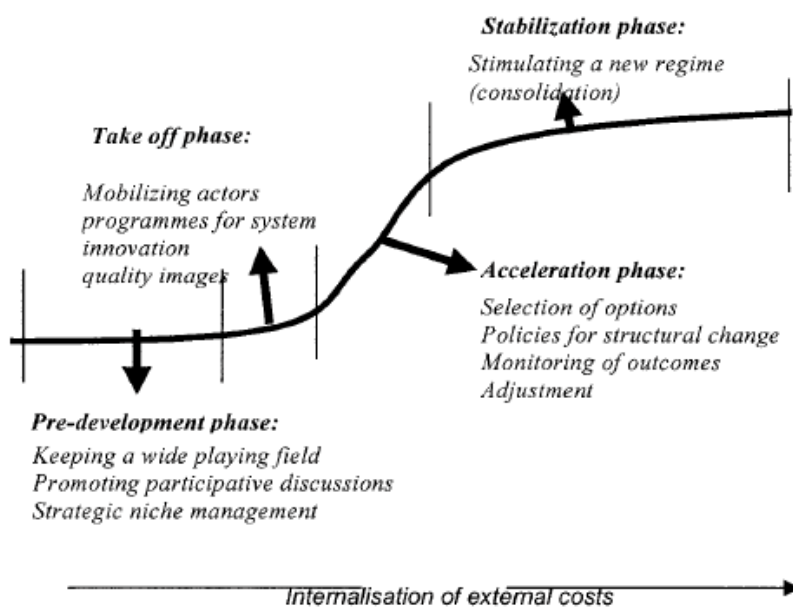 Stabilization phase:
Stimulating a new regime
(consolidation)
Take off phase:
Mobilizing actors
programmes for system
innovation
quality images
Acceleration phase:
Selection of options
Policies for structural change
Monitoring of outcomes
Adjustment
Pre-development phase:
Keeping a wide playing field
Promoting participative discussions
Strategic niche management
Internalisation of external costs